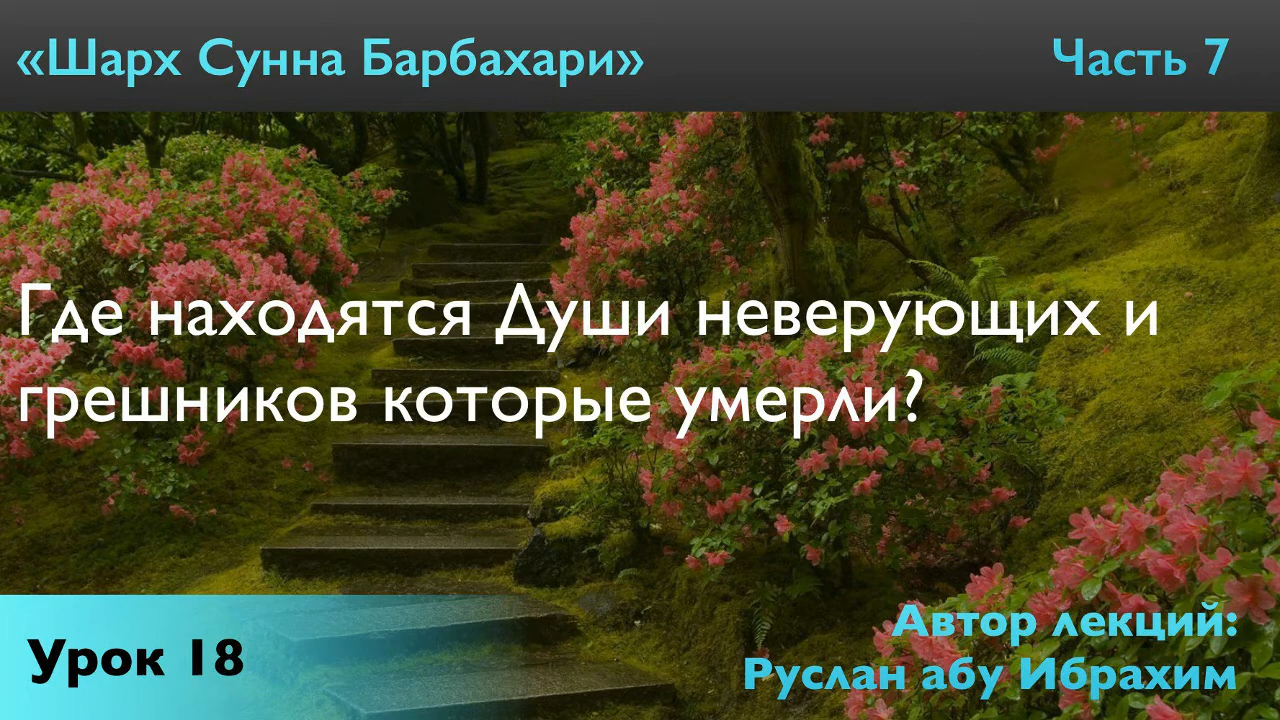 «Шарх Сунна Барбахари»
Часть 7
Где находятся Души неверующих и
грешников которые умерли?
Урок 18
Автор лекций:
Руслан абу Ибрахим